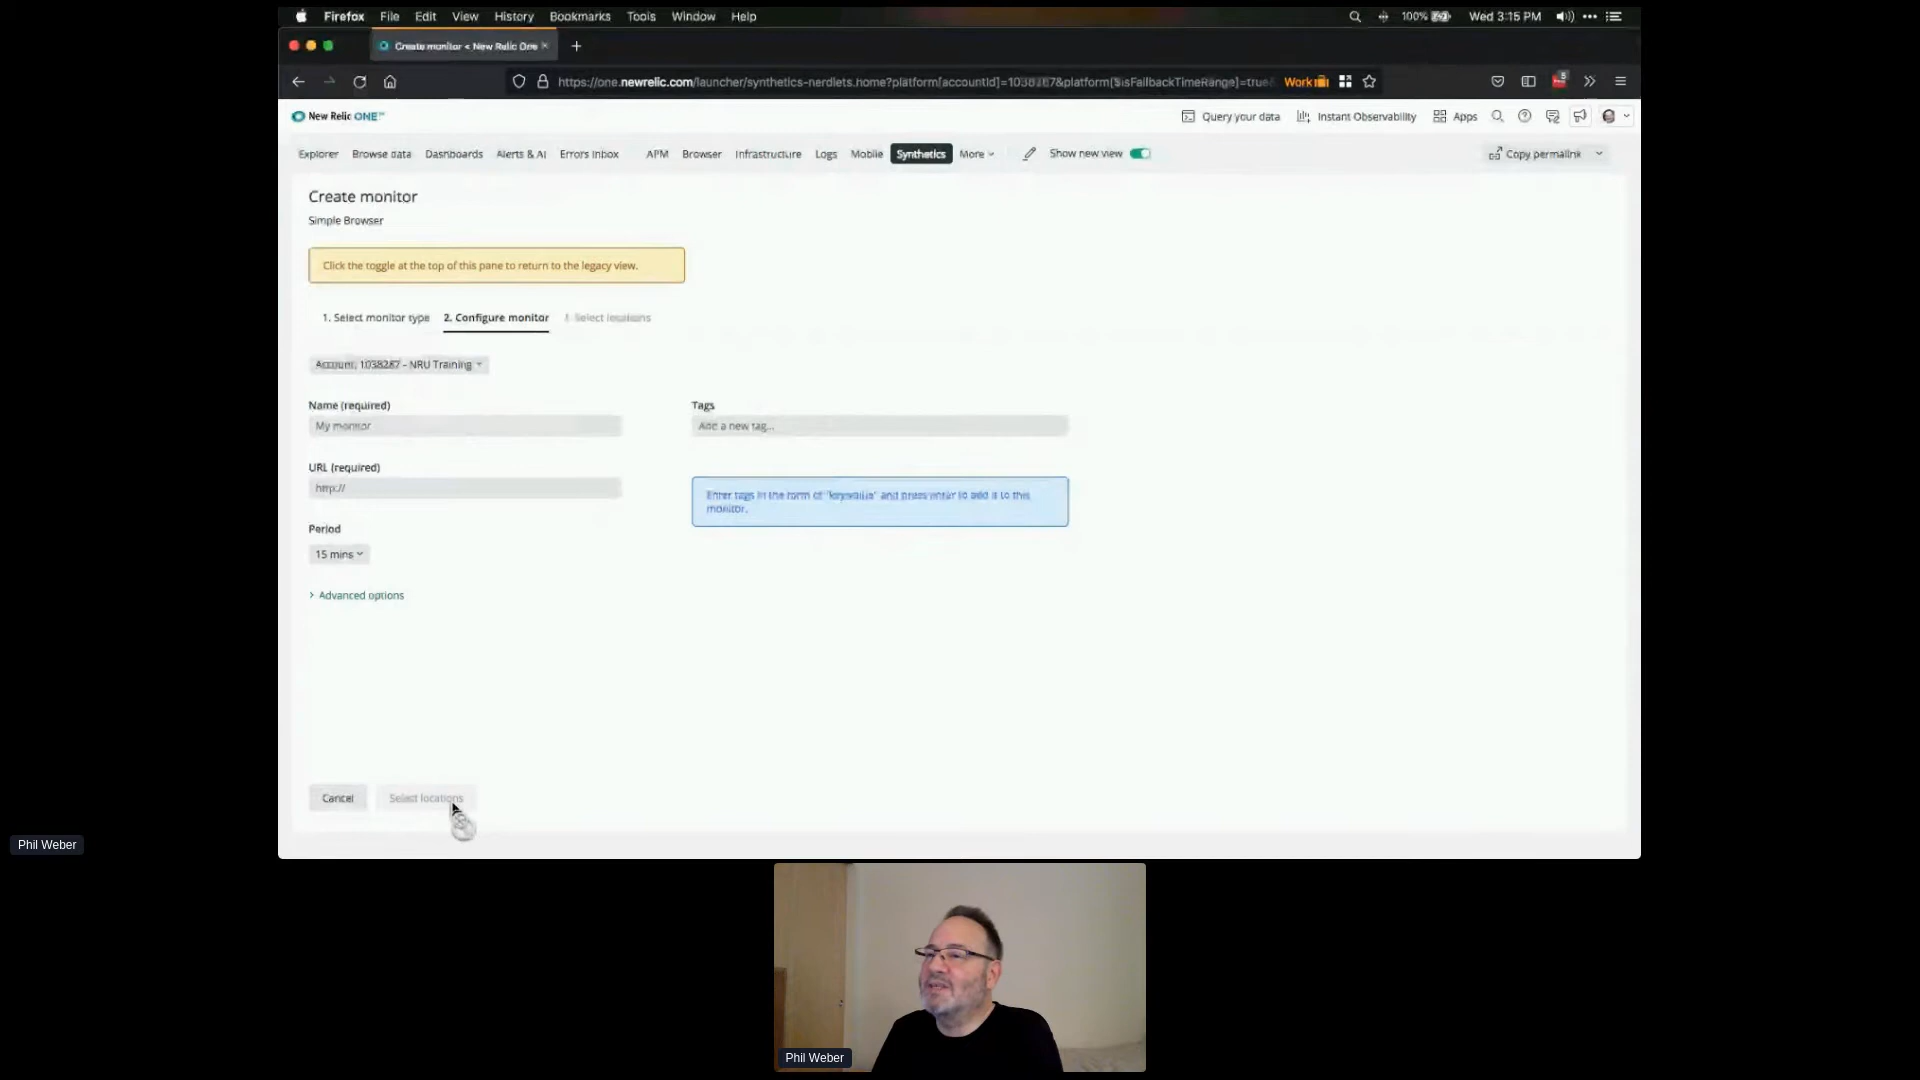 Firefox File Edit View History Bookmarks Tools Window Help 100% Wed 3:15 PM
Create monitor < New Relic One
https://one.newrelic.com/launcher/synthetics-nerdlets.home?platform[accountId]=1038287&platform[$isFallbackTimeRange]=true& Work
New Relic ONE™ Query your data Instant Observability Apps
Explorer Browse data Dashboards Alerts & AI Errors inbox APM Browser Infrastructure Logs Mobile Synthetics More Show new view Copy permalink
Create monitor
Simple Browser
Click the toggle at the top of this pane to return to the legacy view.
1. Select monitor type 2. Configure monitor Select locations
Account: 1038287 - NRU Training
Name (required) Tags
My monitor Add a new tag...
URL (required)
http://
Enter tags in the form of "key:value" and press enter to add it to this
monitor.
Period
15 mins
Advanced options
Cancel Select locations
Phil Weber
Phil Weber